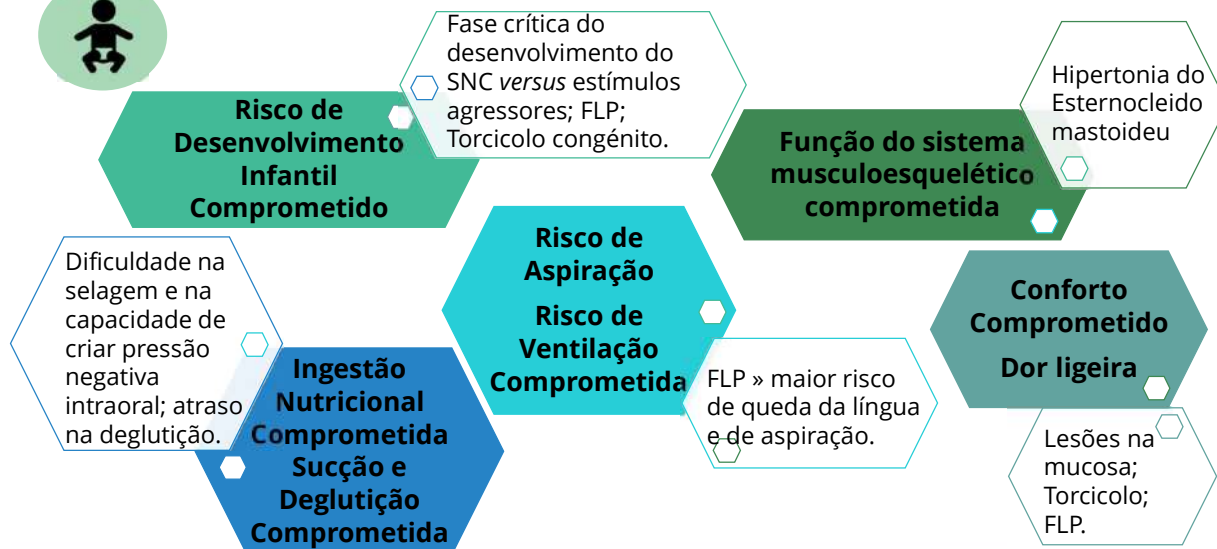 Fase crítica do
desenvolvimento do
SNC versus estímulos
agressores; FLP;
Torcicolo congénito.
Risco de
Desenvolvimento
Infantil
Comprometido
Hipertonia do
Esternocleido
mastoideu
Função do sistema
musculoesquelético
comprometida
Dificuldade na
selagem e na
capacidade de
criar pressão
negativa
intraoral; atraso
na deglutição.
Ingestão
Nutricional
Comprometida
Sucção e
Deglutição
Comprometida
Risco de
Aspiração
Risco de
Ventilação
Comprometida
FLP » maior risco
de queda da língua
e de aspiração.
Conforto
Comprometido
Dor ligeira
Lesões na
mucosa;
Torcicolo;
FLP.